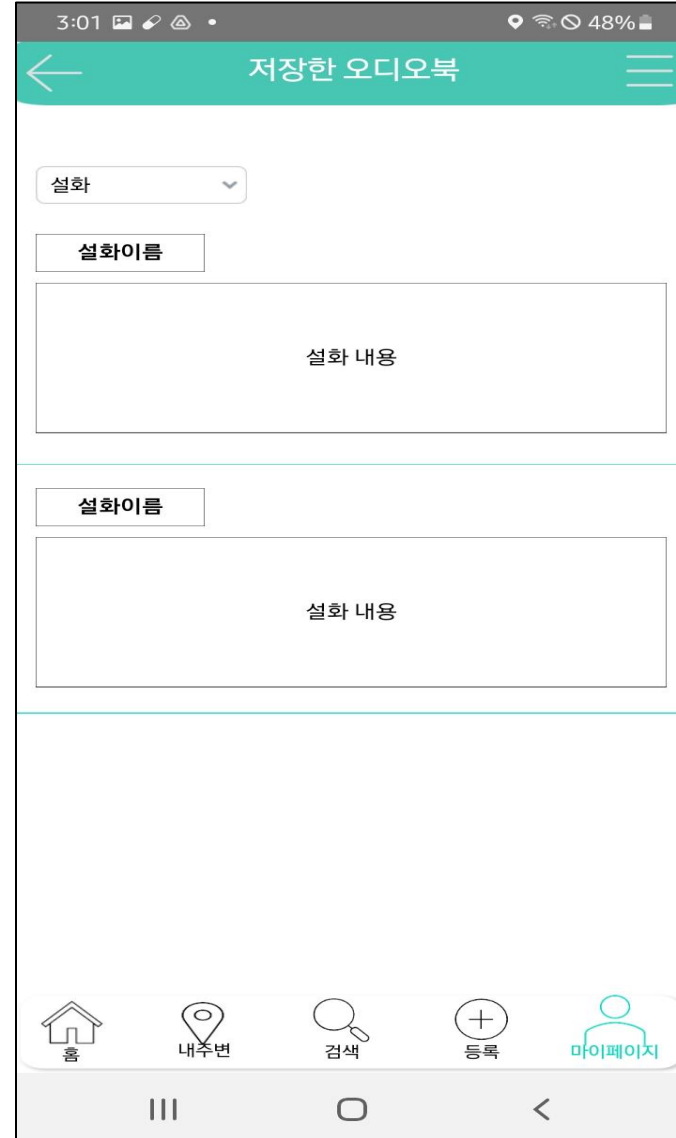 3:01 48%
저장한 오디오북
설화
설화이름
설화 내용
설화이름
설화 내용
홈 내주변 검색 등록 마이페이지